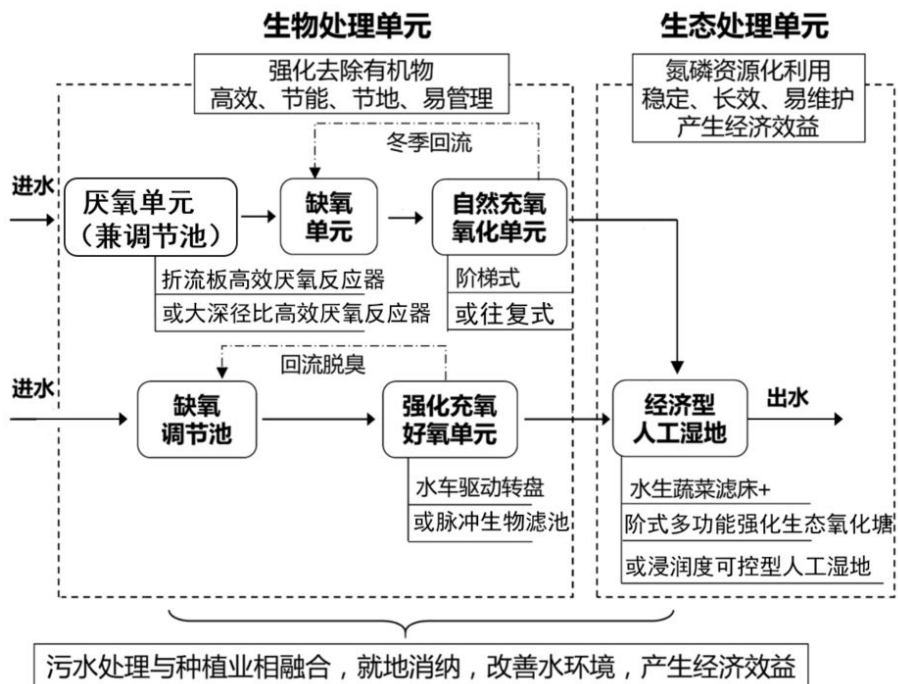 生物处理单元
生态处理单元
强化去除有机物
高效、节能、节地、易管理
氮磷资源化利用
稳定、长效、易维护
产生经济效益
冬季回流
进水
厌氧单元
（兼调节池）
缺氧
单元
自然充氧
氧化单元
折流板高效厌氧反应器
或大深径比高效厌氧反应器
阶梯式
或往复式
回流脱臭
进水
缺氧
调节池
强化充氧
好氧单元
经济型
人工湿地
出水
水车驱动转盘
或脉冲生物滤池
水生蔬菜滤床+
阶式多功能强化生态氧化塘
或浸润度可控型人工湿地
污水处理与种植业相融合，就地消纳，改善水环境，产生经济效益